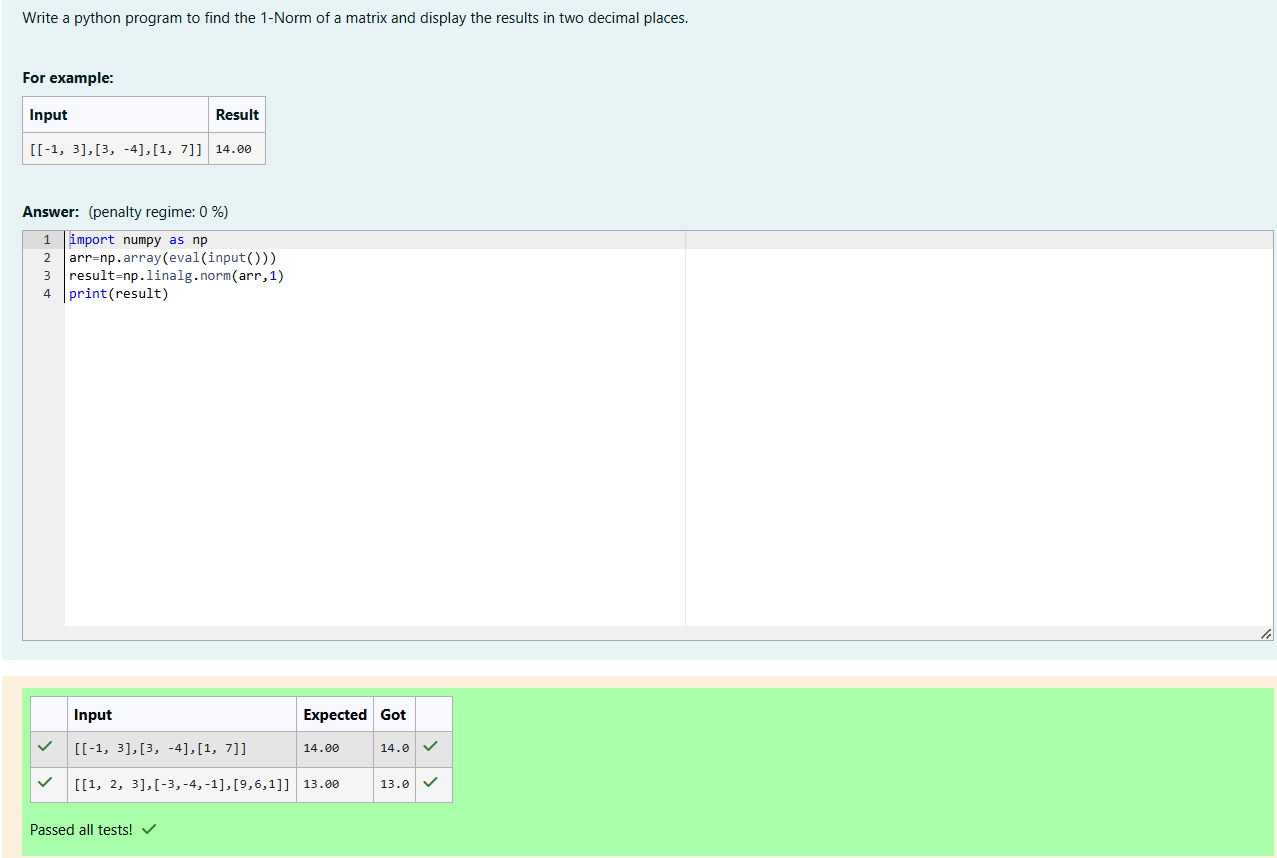 Write a python program to find the 1-Norm of a matrix and display the results in two decimal places.
For example:
Input Result
[[-1, 3],[3, -4],[1, 7]] 14.00
Answer: (penalty regime: 0 %)
1 import numpy as np
2 arr=np.array(eval(input()))
3 result=np.linalg.norm(arr,1)
4 print(result)
Input Expected Got
[[-1, 3],[3, -4],[1, 7]] 14.00 14.0
[[1, 2, 3],[-3,-4,-1],[9,6,1]] 13.00 13.0
Passed all tests!